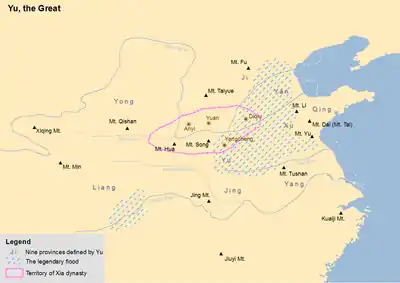 Yu, the Great
Mt. Fu
Ji
Yan
Mt. Taiyue
Mt. Li
Qing
Yong
Yuan
Diqiu
Mt. Dai (Mt. Tai)
Xiqing Mt.
Mt. Qishan
Anyi
Xu
Mt. Yu
Mt. Hua
Mt. Song
Yangcheng
Yu
Mt. Min
Mt. Tushan
Liang
Jing
Yang
Jing Mt.
Kuaiji Mt.
Jiuyi Mt.
Legend
Ji Nine provinces defined by Yu
The legendary flood
Territory of Xia dynasty